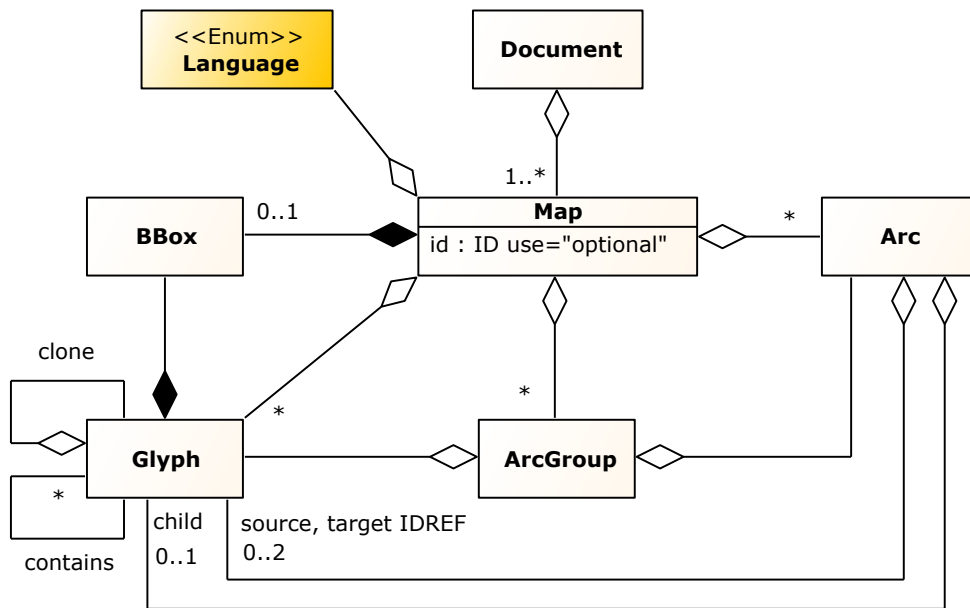 <<Enum>>
Language
Document
1..*
0..1
BBox
Map
id : ID use="optional"
*
Arc
clone
*
*
Glyph
ArcGroup
*
contains
child
0..1
source, target IDREF
0..2